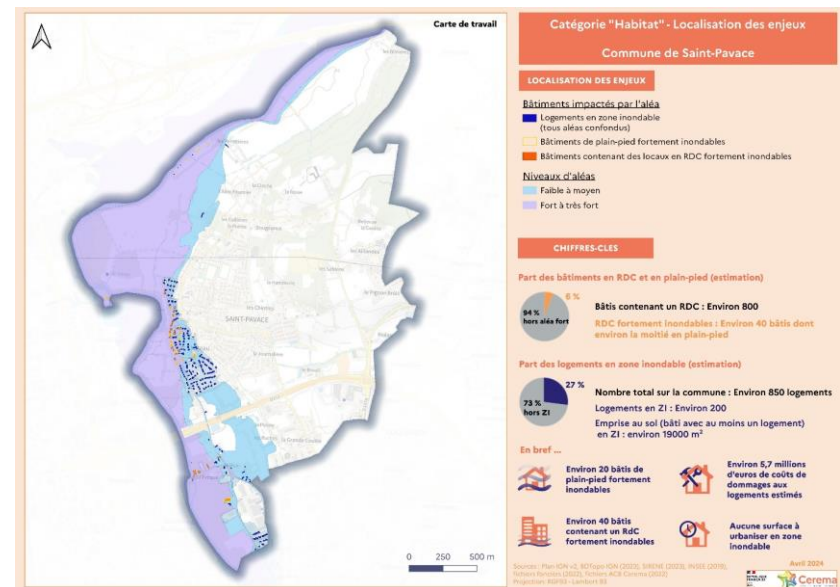 Carte de travail
Catégorie "Habitat" - Localisation des enjeux
Commune de Saint-Pavace
LOCALISATION DES ENJEUX
Bâtiments impactés par l'aléa
Logements en zone inondable
(tous aléas confondus)
Bâtiments de plain-pied fortement inondables
Bâtiments contenant des locaux en RDC fortement inondables
Niveaux d'aléas
Faible à moyen
Fort à très fort
CHIFFRES-CLES
Part des bâtiments en RDC et en plain-pied (estimation)
6 %
94 %
hors aléa fort
Bâtis contenant un RDC : Environ 800
RDC fortement inondables : Environ 40 bâtis dont
environ la moitié en plain-pied
Part des logements en zone inondable (estimation)
27 %
73 %
hors ZI
Nombre total sur la commune : Environ 850 logements
Logements en ZI : Environ 200
Emprise au sol (bâti avec au moins un logement)
en ZI : environ 19000 m²
En bref ...
Environ 20 bâtis de
plain-pied fortement
inondables
Environ 5,7 millions
d'euros de coûts de
dommages aux
logements estimés
Environ 40 bâtis
contenant un RdC
fortement inondables
Aucune surface à
urbaniser en zone
inondable
SAINT-PAVACE
0 250 500 m
Avril 2024
Cerema